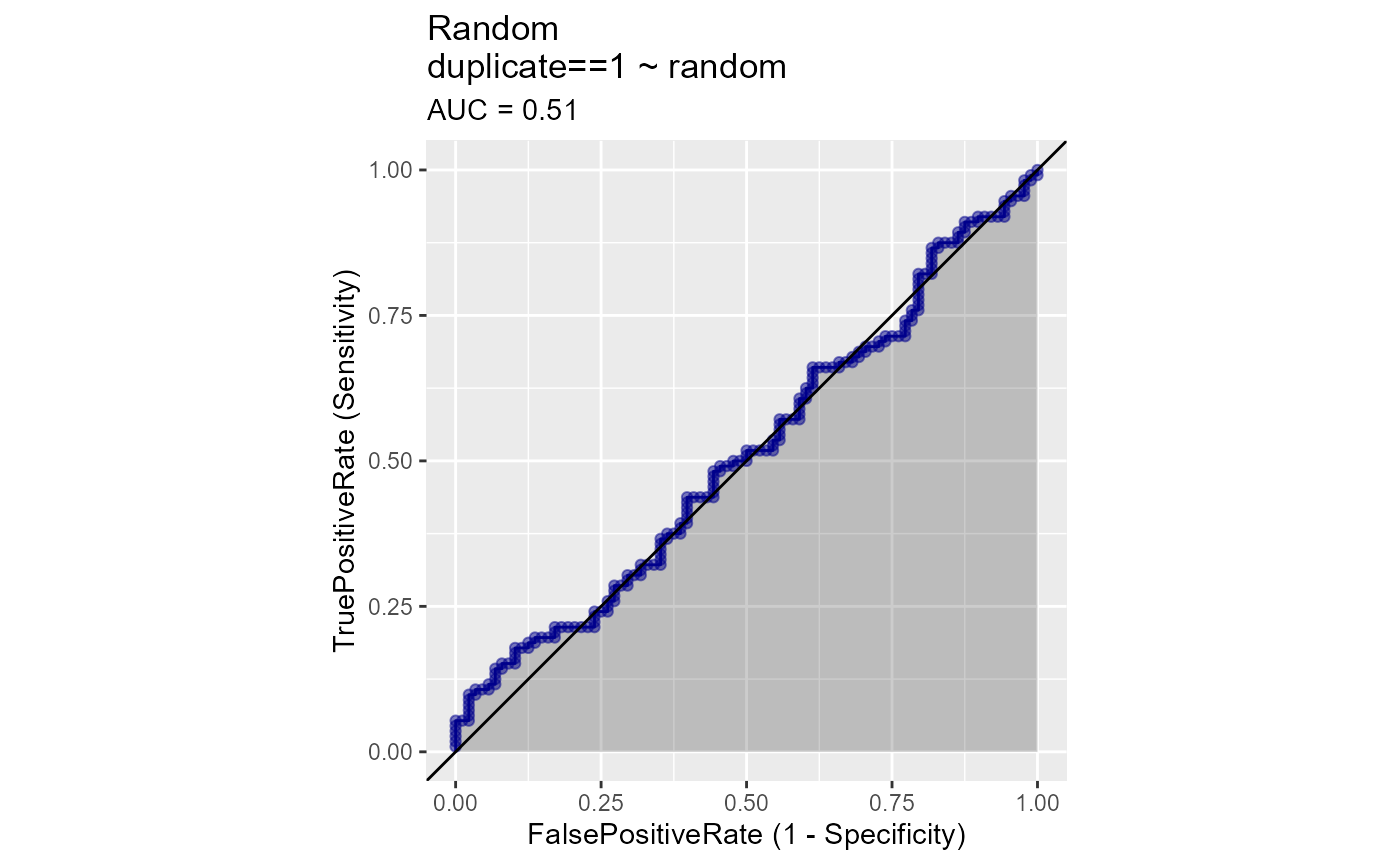 Random
duplicate==1 ~ random
AUC = 0.51
1.00
0.75
0.50
0.25
0.00
TruePositiveRate (Sensitivity)
0.00 0.25 0.50 0.75 1.00
FalsePositiveRate (1 - Specificity)